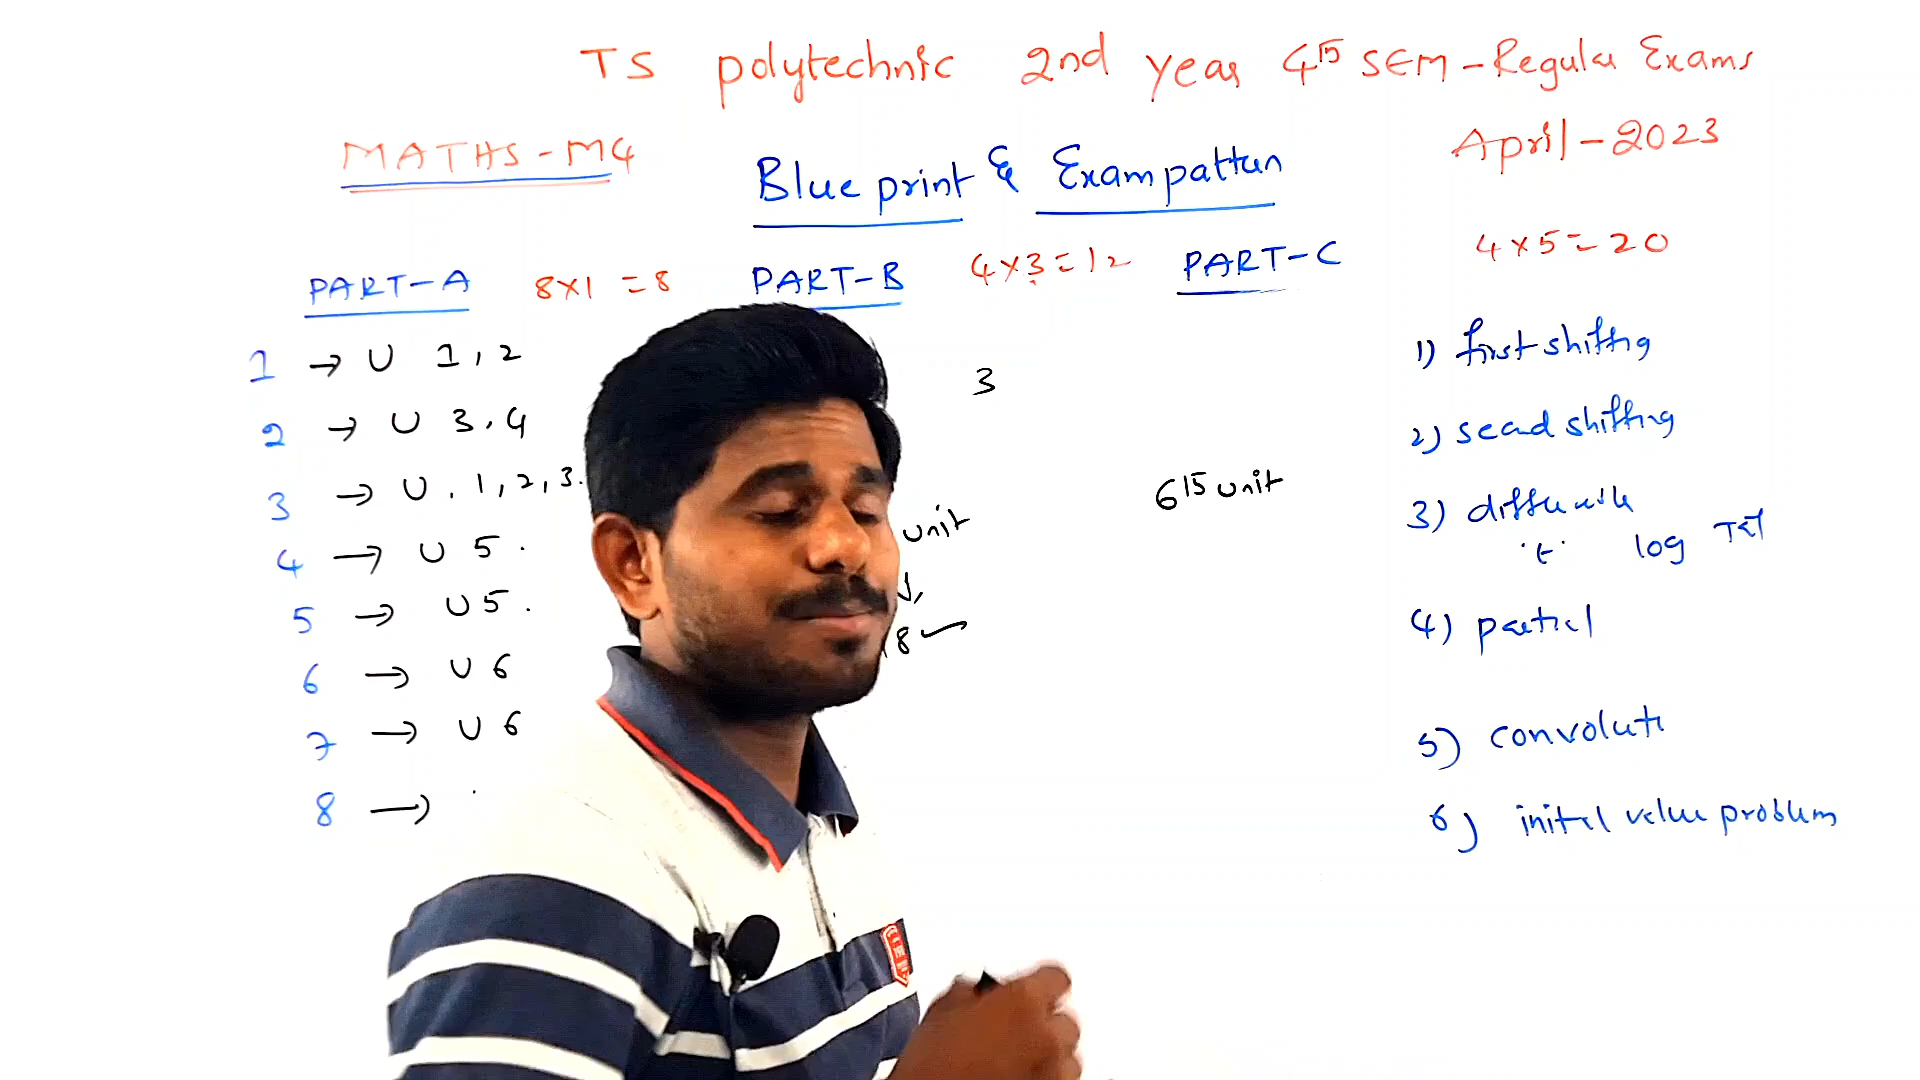 TS polytechnic 2nd year 4th SEM - Regular Exams
MATHS - M4
Blue print & Exam pattern
April - 2023
PART-A 8x1 = 8
PART-B 4x3 = 12
PART-C 4x5 = 20
1 → U 1, 2
2 → U 3, 4
3 → U. 1, 2, 3.
4 → U 5.
5 → U 5.
6 → U 6
7 → U 6
8 →
3
unit
8
6th unit
1) first shifting
2) second shifting
3)
't' log
4) partial
5) convoluti
6) initial value problem